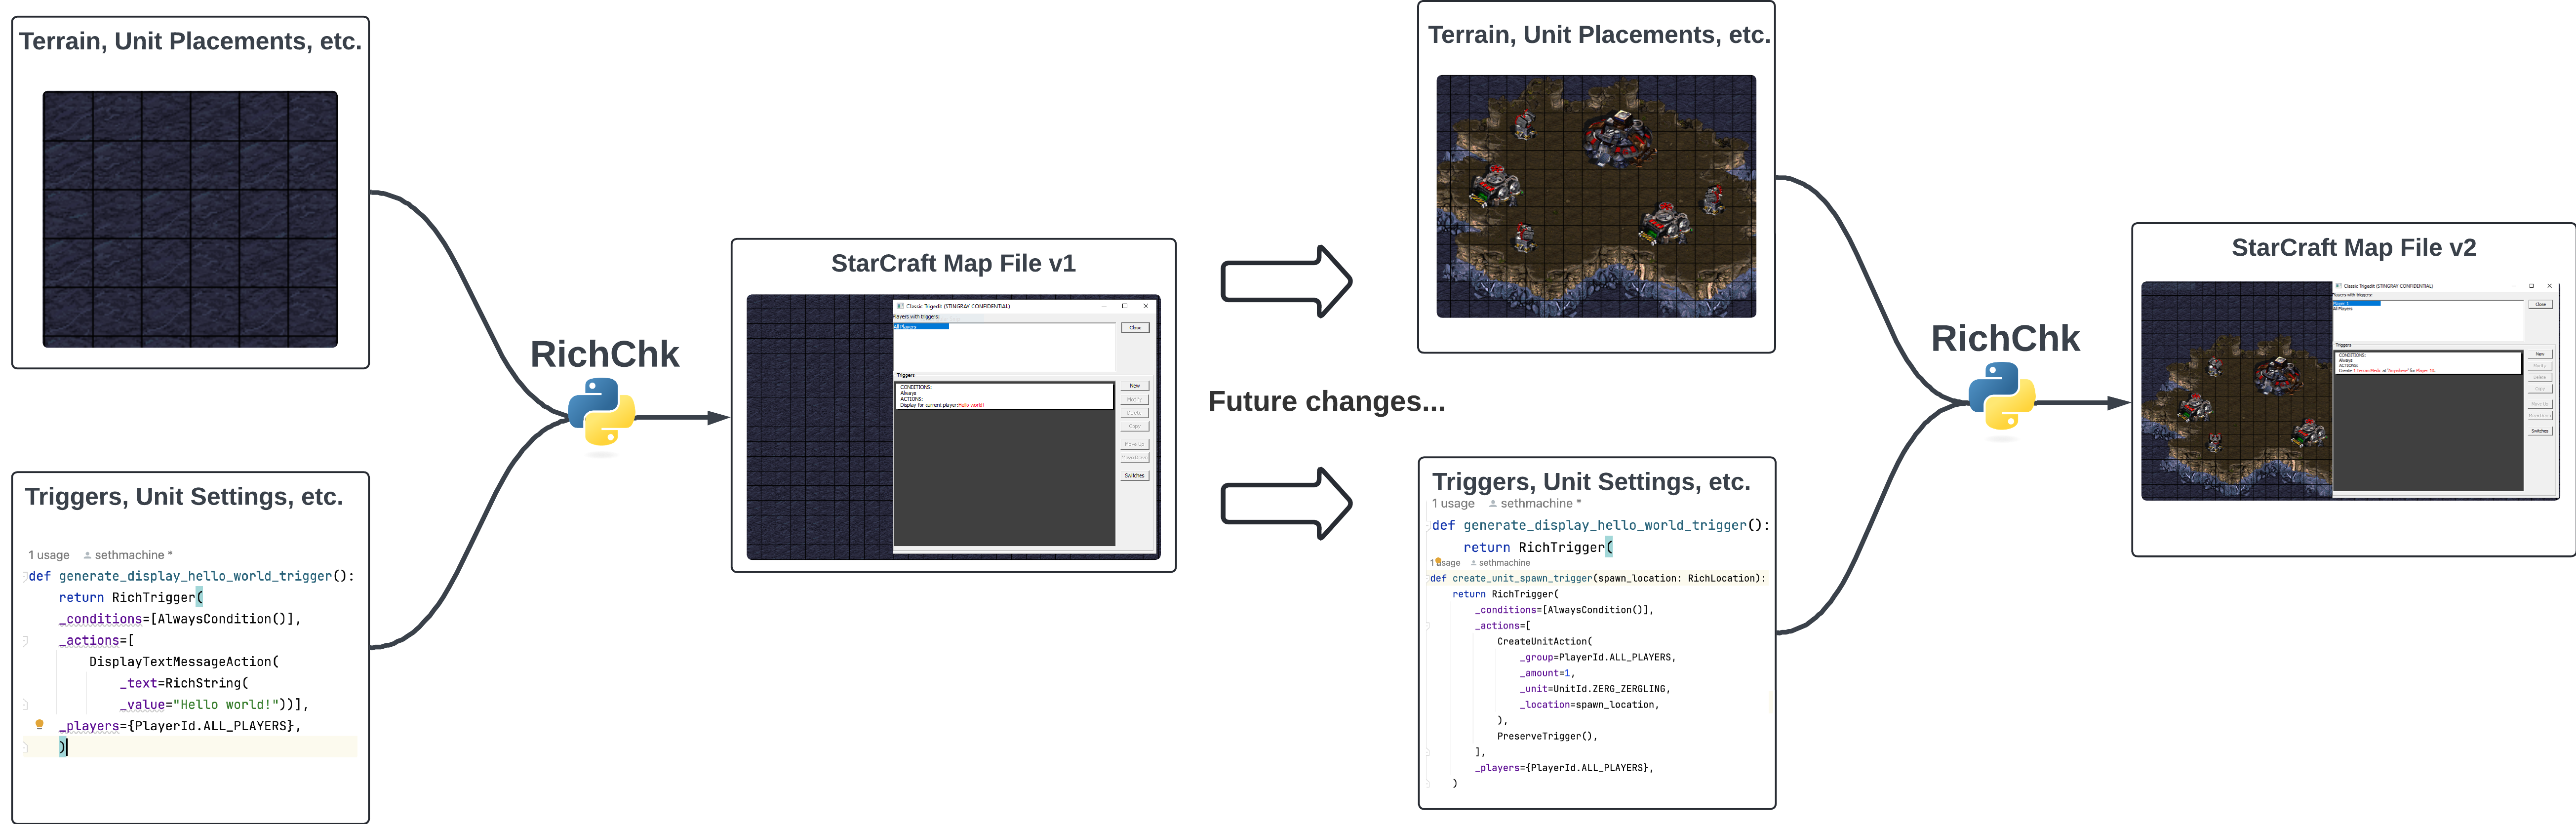 Terrain, Unit Placements, etc.
Triggers, Unit Settings, etc.
1 usage sethmachine *
def generate_display_hello_world_trigger():
return RichTrigger(
_conditions=[AlwaysCondition()],
_actions=[
DisplayTextMessageAction(
_text=RichString(
_value="Hello world!"))],
_players={PlayerId.ALL_PLAYERS},
)
RichChk
StarCraft Map File v1
Classic Trigedit (STINGRAY CONFIDENTIAL)
Players with triggers:
All Players
Close
Triggers
CONDITIONS:
Always
ACTIONS:
Display for current player:Hello world!
New
Modify
Delete
Copy
Move Up
Move Down
Switches
Future changes...
Terrain, Unit Placements, etc.
Triggers, Unit Settings, etc.
1 usage sethmachine *
def generate_display_hello_world_trigger():
return RichTrigger(
sethmachine
def create_unit_spawn_trigger(spawn_location: RichLocation):
return RichTrigger(
_conditions=[AlwaysCondition()],
_actions=[
CreateUnitAction(
_group=PlayerId.ALL_PLAYERS,
_amount=1,
_unit=UnitId.ZERG_ZERGLING,
_location=spawn_location,
),
PreserveTrigger(),
],
_players={PlayerId.ALL_PLAYERS},
)
RichChk
StarCraft Map File v2
Classic Trigedit (STINGRAY CONFIDENTIAL)
Players with triggers:
Player 1
All Players
Close
Triggers
CONDITIONS:
Always
ACTIONS:
Create 1 Terran Medic at 'Anywhere' for Player 10.
New
Modify
Delete
Copy
Move Up
Move Down
Switches